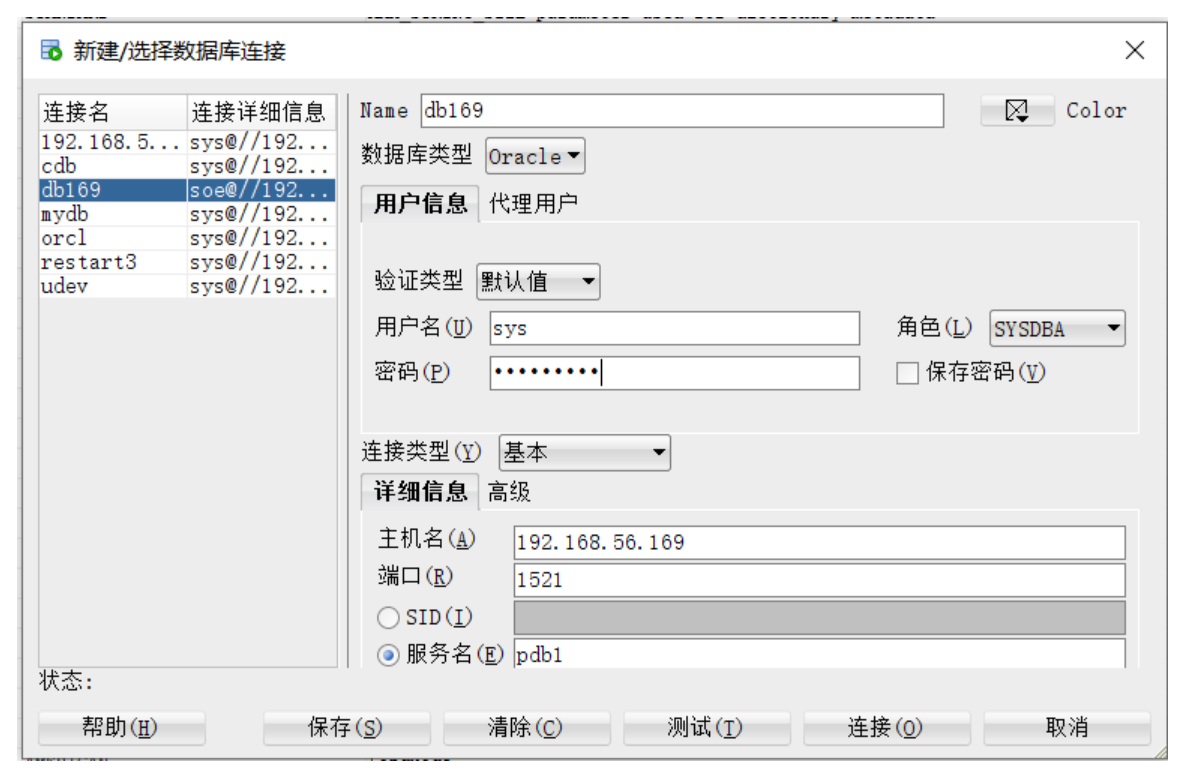 新建/选择数据库连接
连接名 连接详细信息
192.168.5... sys@//192...
cdb sys@//192...
db169 soe@//192...
mydb sys@//192...
orcl sys@//192...
restart3 sys@//192...
udev sys@//192...
Name db169 Color
数据库类型 Oracle
用户信息 代理用户
验证类型 默认值
用户名(U) sys 角色(L) SYSDBA
密码(P) ••••••••• 保存密码(V)
连接类型(Y) 基本
详细信息 高级
主机名(A) 192.168.56.169
端口(R) 1521
SID(I)
服务名(E) pdb1
状态:
帮助(H) 保存(S) 清除(C) 测试(T) 连接(O) 取消